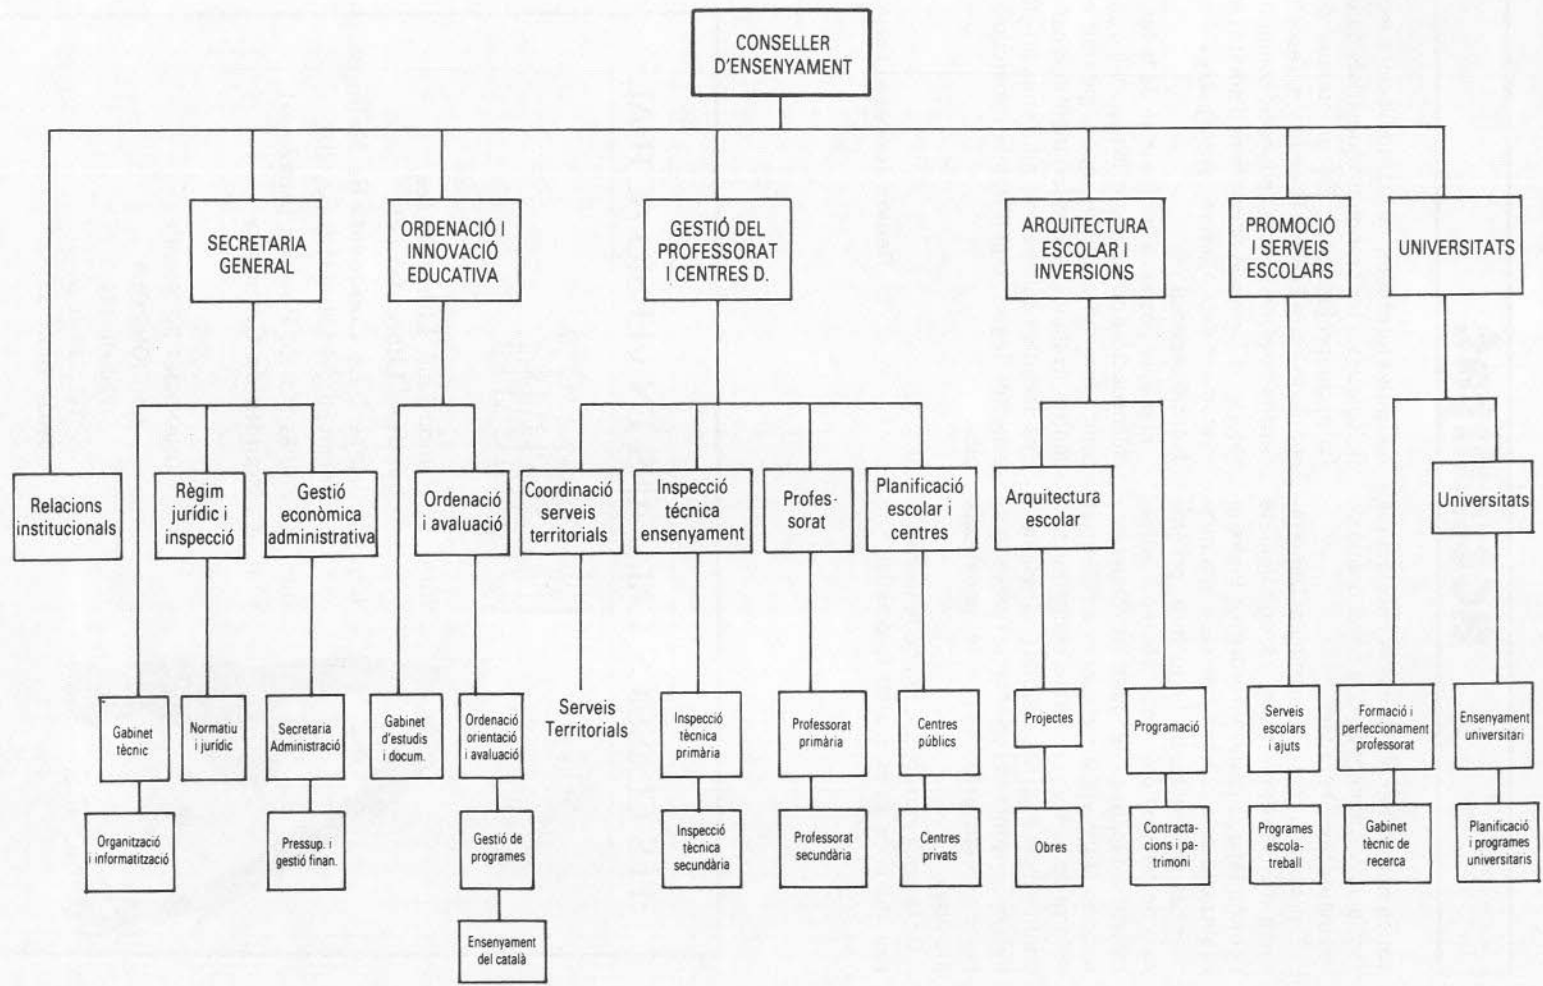 CONSELLER
D'ENSENYAMENT
SECRETARIA
GENERAL
ORDENACIÓ I
INNOVACIÓ
EDUCATIVA
GESTIÓ DEL
PROFESSORAT
I CENTRES D.
ARQUITECTURA
ESCOLAR I
INVERSIONS
PROMOCIÓ
I SERVEIS
ESCOLARS
UNIVERSITATS
Relacions
institucionals
Règim
jurídic i
inspecció
Gestió
econòmica
administrativa
Ordenació
i avaluació
Coordinació
serveis
territorials
Inspecció
técnica
ensenyament
Profes-
sorat
Planificació
escolar i
centres
Arquitectura
escolar
Universitats
Gabinet
tècnic
Normatiu
i jurídic
Secretaria
Administració
Gabinet
d'estudis
i docum.
Ordenació
orientació
i avaluació
Serveis
Territorials
Inspecció
tècnica
primària
Professorat
primària
Centres
públics
Projectes
Programació
Serveis
escolars
i ajuts
Formació i
perfeccionament
professorat
Ensenyament
universitari
Organització
i informatització
Pressup. i
gestió finan.
Gestió de
programes
Inspecció
tècnica
secundària
Professorat
secundària
Centres
privats
Obres
Contracta-
cions i pa-
trimoni
Programes
escola-
treball
Gabinet
tècnic de
recerca
Planificació
i programes
universitaris
Ensenyament
del català